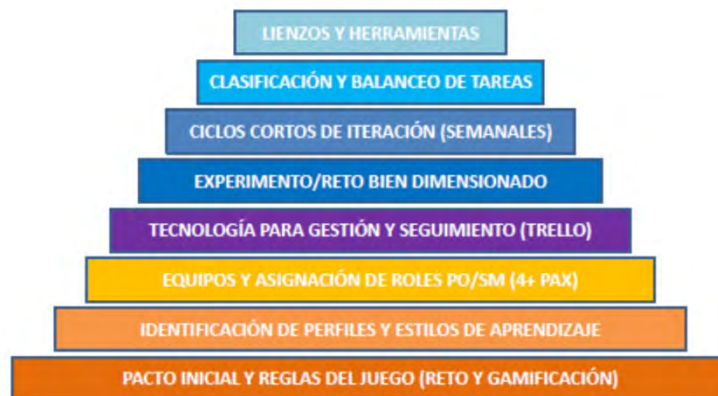 LIENZOS Y HERRAMIENTAS
CLASIFICACIÓN Y BALANCEO DE TAREAS
CICLOS CORTOS DE ITERACIÓN (SEMANALES)
EXPERIMENTO/RETO BIEN DIMENSIONADO
TECNOLOGÍA PARA GESTIÓN Y SEGUIMIENTO (TRELLO)
EQUIPOS Y ASIGNACIÓN DE ROLES PO/SM (4+ PAX)
IDENTIFICACIÓN DE PERFILES Y ESTILOS DE APRENDIZAJE
PACTO INICIAL Y REGLAS DEL JUEGO (RETO Y GAMIFICACIÓN)